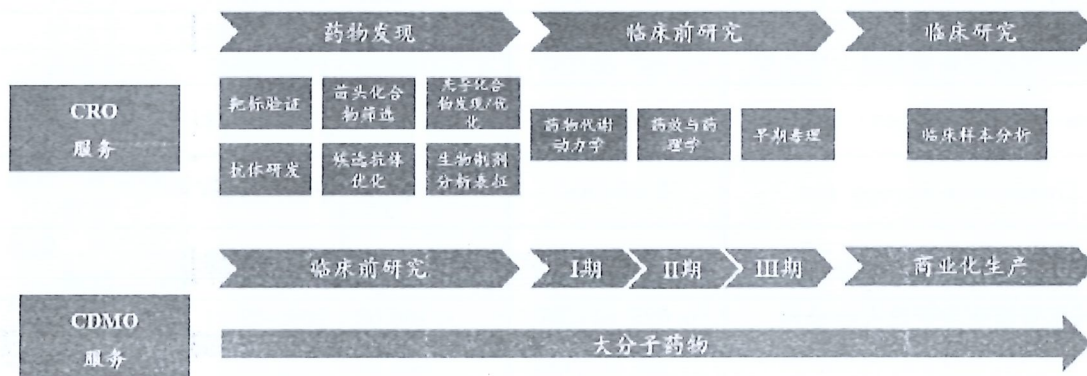 药物发现
临床前研究
临床研究
CRO
服务
靶标验证
苗头化合
物筛选
先导化合
物发现/优
化
抗体研发
候选抗体
优化
生物制剂
分析表征
药物代谢
动力学
药效与药
理学
早期毒理
临床样本分析
临床前研究
I期
II期
III期
商业化生产
CDMO
服务
大分子药物